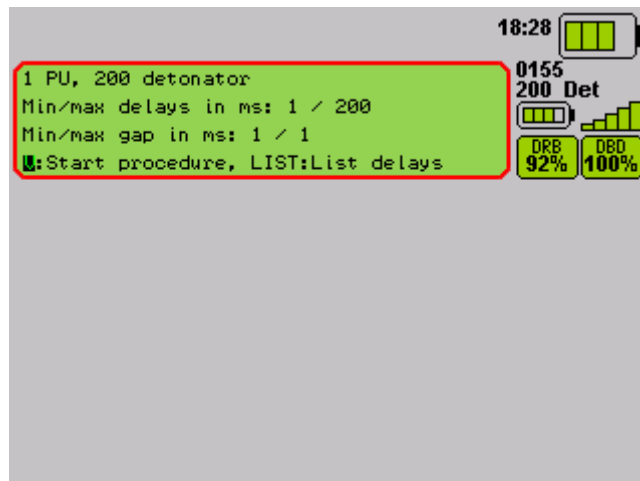 18:28
1 PU, 200 detonator
Min/max delays in ms: 1 / 200
Min/max gap in ms: 1 / 1
:Start procedure, LIST:List delays
0155
200 Det
DRB
92%
DBD
100%